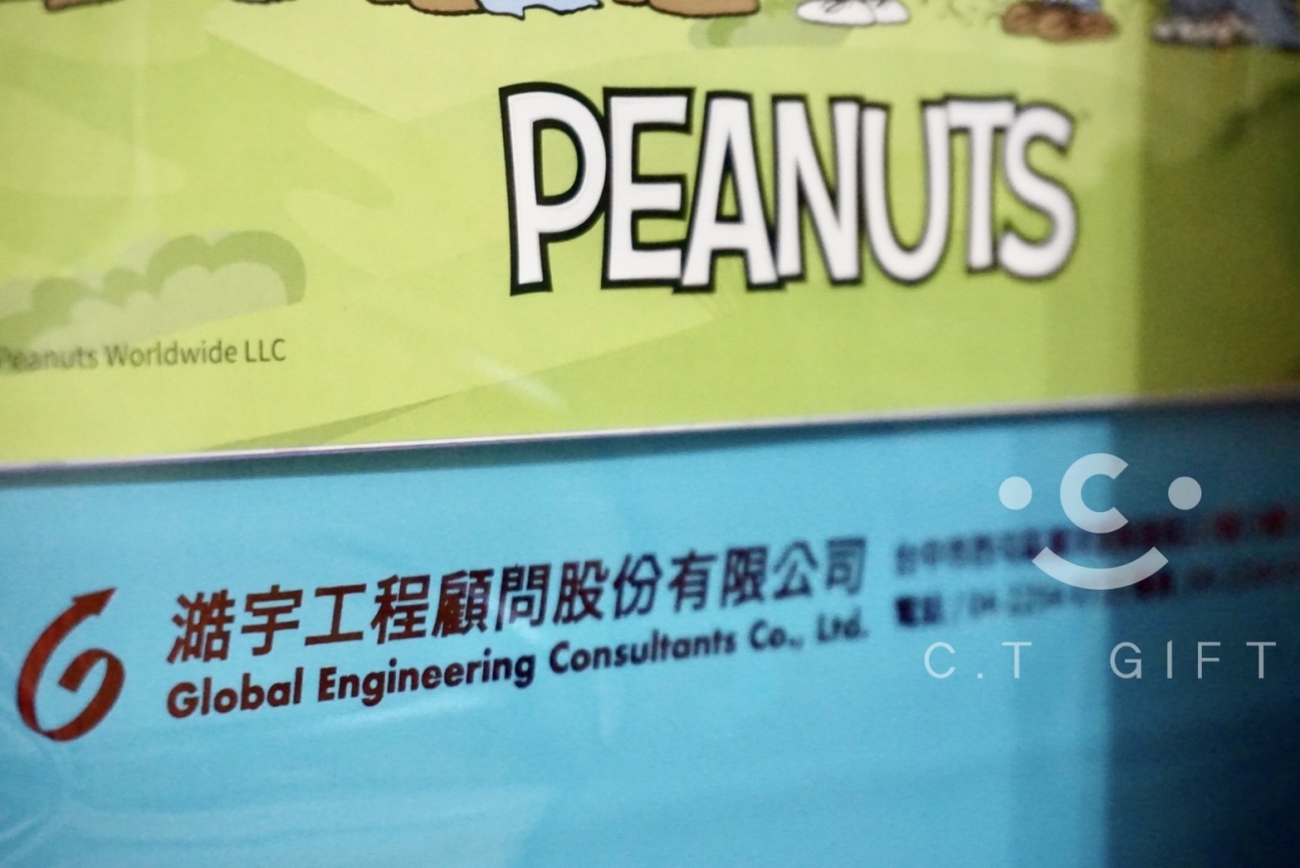 PEANUTS
Peanuts Worldwide LLC
澔宇工程顧問股份有限公司
Global Engineering Consultants Co., Ltd.
C.T GIFT